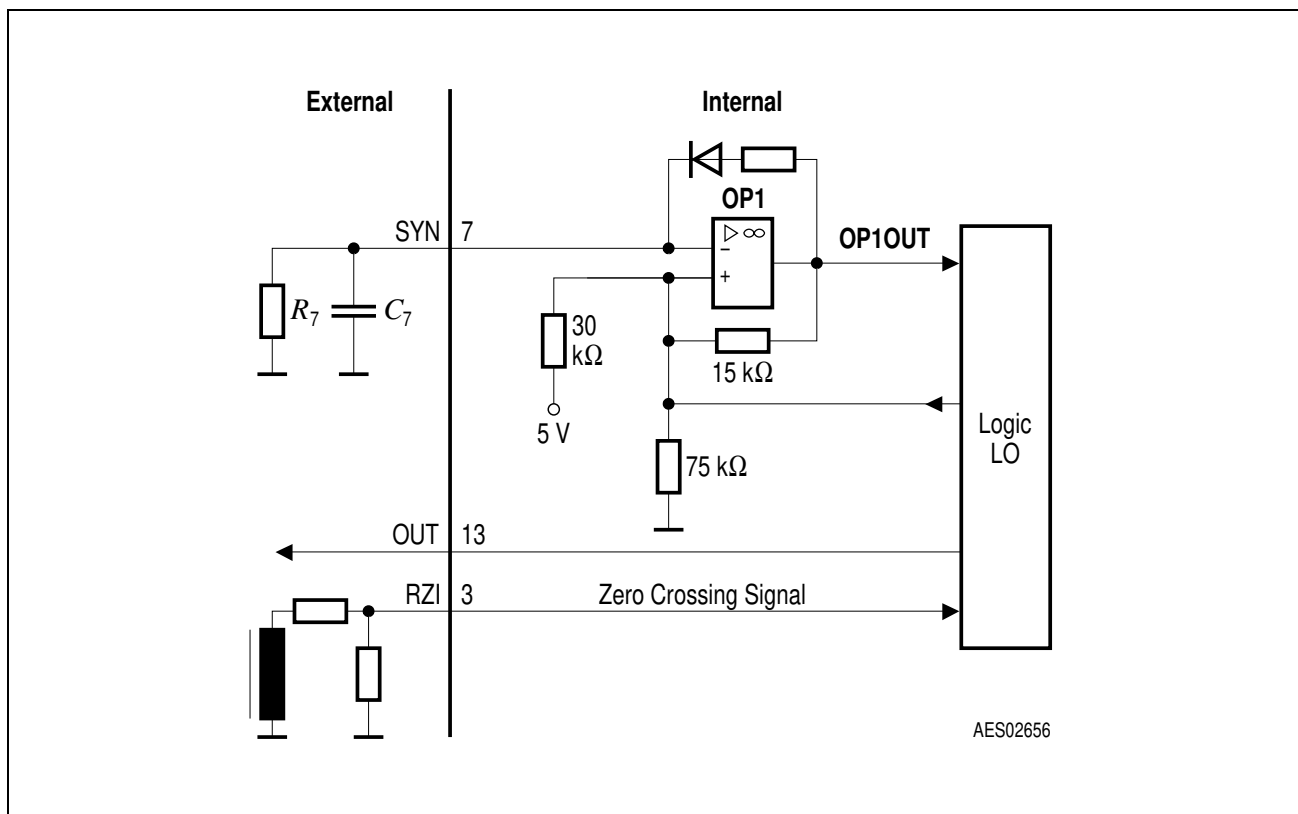 External
Internal
OP1
▷ ∞
−
+
OP1OUT
SYN 7
R7
C7
30
kΩ
15 kΩ
5 V
75 kΩ
Logic
LO
OUT 13
RZI 3
Zero Crossing Signal
AES02656